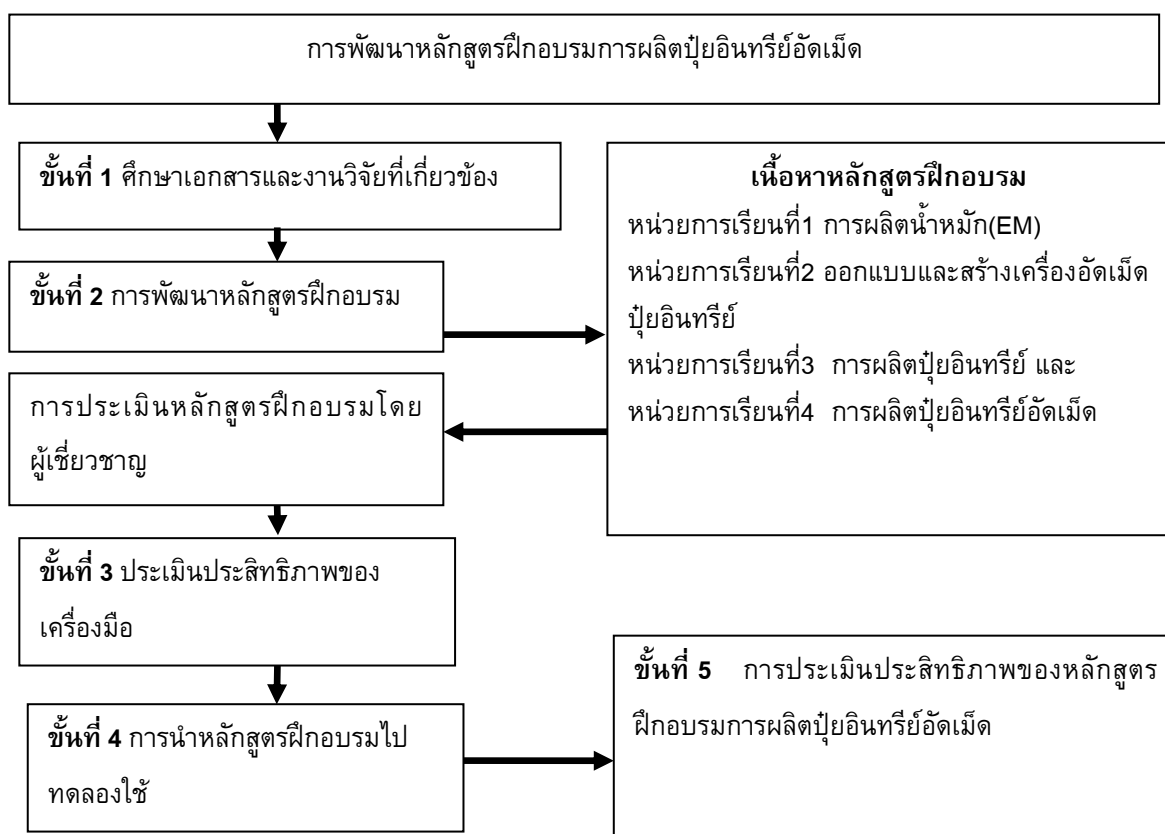 การพัฒนาหลักสูตรฝึกอบรมการผลิตปุ๋ยอินทรีย์อัดเม็ด
ขั้นที่ 1 ศึกษาเอกสารและงานวิจัยที่เกี่ยวข้อง
ขั้นที่ 2 การพัฒนาหลักสูตรฝึกอบรม
เนื้อหาหลักสูตรฝึกอบรม
หน่วยการเรียนที่1 การผลิตน้ำหมัก(EM)
หน่วยการเรียนที่2 ออกแบบและสร้างเครื่องอัดเม็ด
ปุ๋ยอินทรีย์
หน่วยการเรียนที่3 การผลิตปุ๋ยอินทรีย์ และ
หน่วยการเรียนที่4 การผลิตปุ๋ยอินทรีย์อัดเม็ด
การประเมินหลักสูตรฝึกอบรมโดย
ผู้เชี่ยวชาญ
ขั้นที่ 3 ประเมินประสิทธิภาพของ
เครื่องมือ
ขั้นที่ 4 การนำหลักสูตรฝึกอบรมไป
ทดลองใช้
ขั้นที่ 5 การประเมินประสิทธิภาพของหลักสูตร
ฝึกอบรมการผลิตปุ๋ยอินทรีย์อัดเม็ด